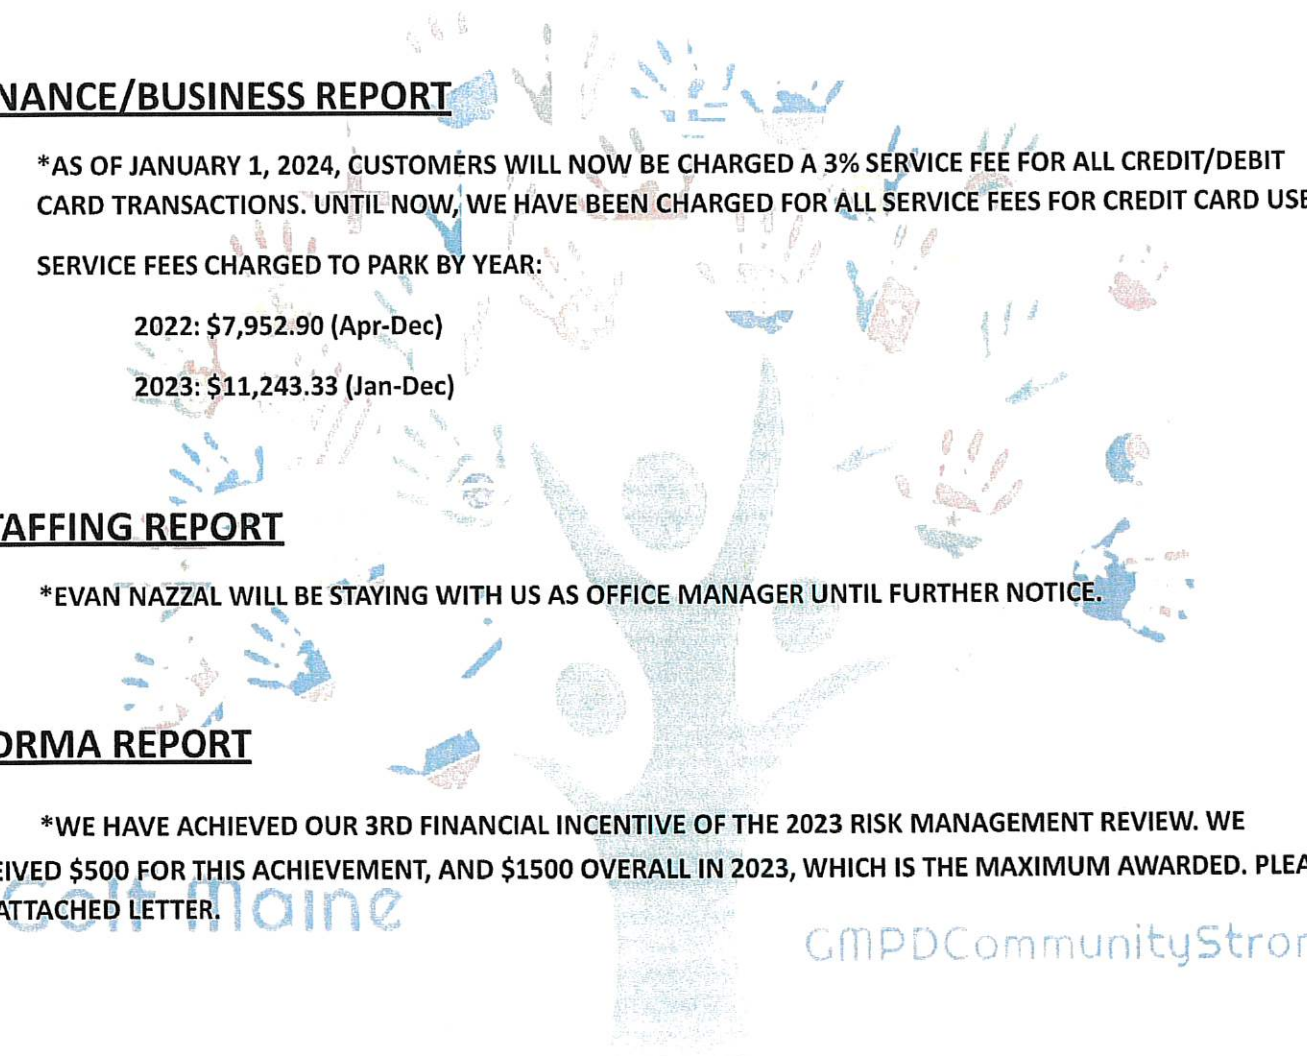 NANCE/BUSINESS REPORT
*AS OF JANUARY 1, 2024, CUSTOMERS WILL NOW BE CHARGED A 3% SERVICE FEE FOR ALL CREDIT/DEBIT
CARD TRANSACTIONS. UNTIL NOW, WE HAVE BEEN CHARGED FOR ALL SERVICE FEES FOR CREDIT CARD USE
SERVICE FEES CHARGED TO PARK BY YEAR:
2022: $7,952.90 (Apr-Dec)
2023: $11,243.33 (Jan-Dec)
TAFFING REPORT
*EVAN NAZZAL WILL BE STAYING WITH US AS OFFICE MANAGER UNTIL FURTHER NOTICE.
ORMA REPORT
*WE HAVE ACHIEVED OUR 3RD FINANCIAL INCENTIVE OF THE 2023 RISK MANAGEMENT REVIEW. WE
EIVED $500 FOR THIS ACHIEVEMENT, AND $1500 OVERALL IN 2023, WHICH IS THE MAXIMUM AWARDED. PLEA
ATTACHED LETTER.
Golf-Maine
GMPDCommunityStron